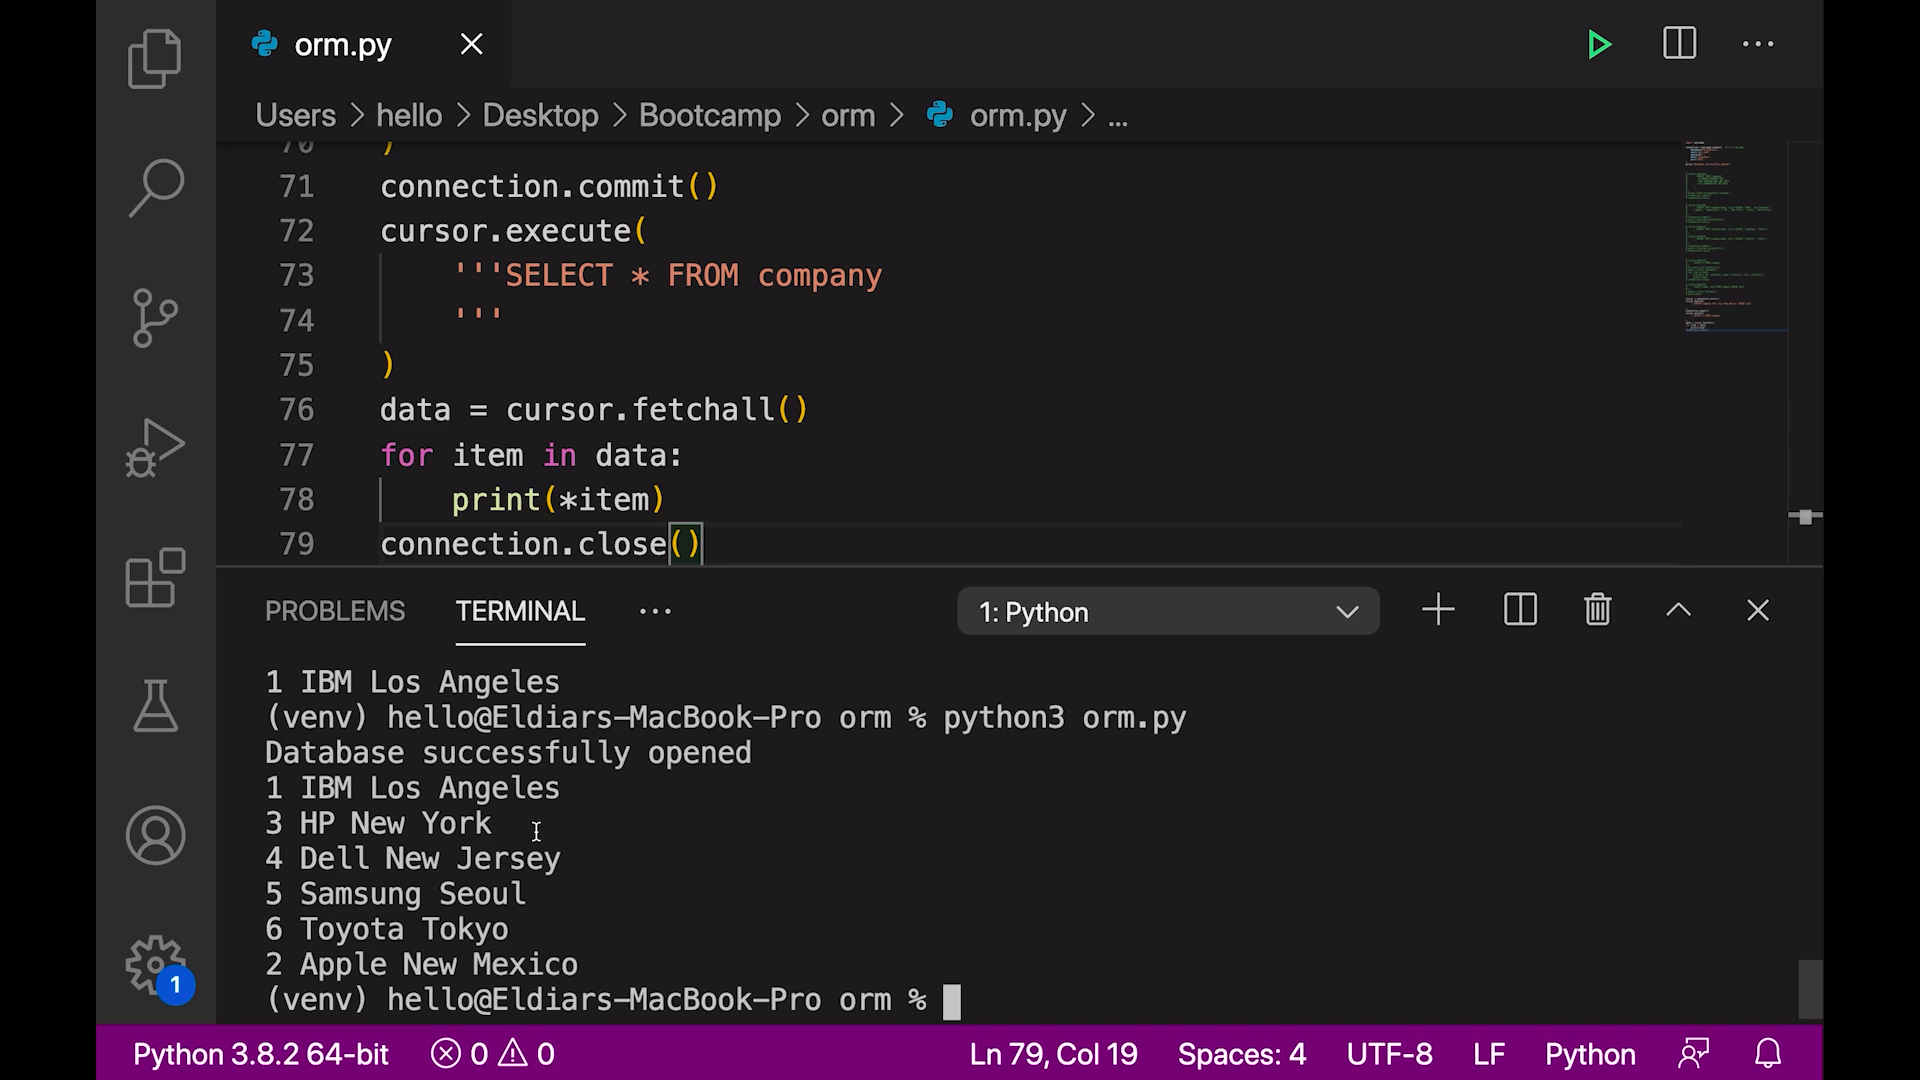 orm.py
Users > hello > Desktop > Bootcamp > orm > orm.py > ...
70 )
71 connection.commit()
72 cursor.execute(
73 '''SELECT * FROM company
74 '''
75 )
76 data = cursor.fetchall()
77 for item in data:
78 print(*item)
79 connection.close()
PROBLEMS TERMINAL ... 1: Python
1 IBM Los Angeles
(venv) hello@Eldiars-MacBook-Pro orm % python3 orm.py
Database successfully opened
1 IBM Los Angeles
3 HP New York
4 Dell New Jersey
5 Samsung Seoul
6 Toyota Tokyo
2 Apple New Mexico
(venv) hello@Eldiars-MacBook-Pro orm %
1
Python 3.8.2 64-bit 0 0 Ln 79, Col 19 Spaces: 4 UTF-8 LF Python